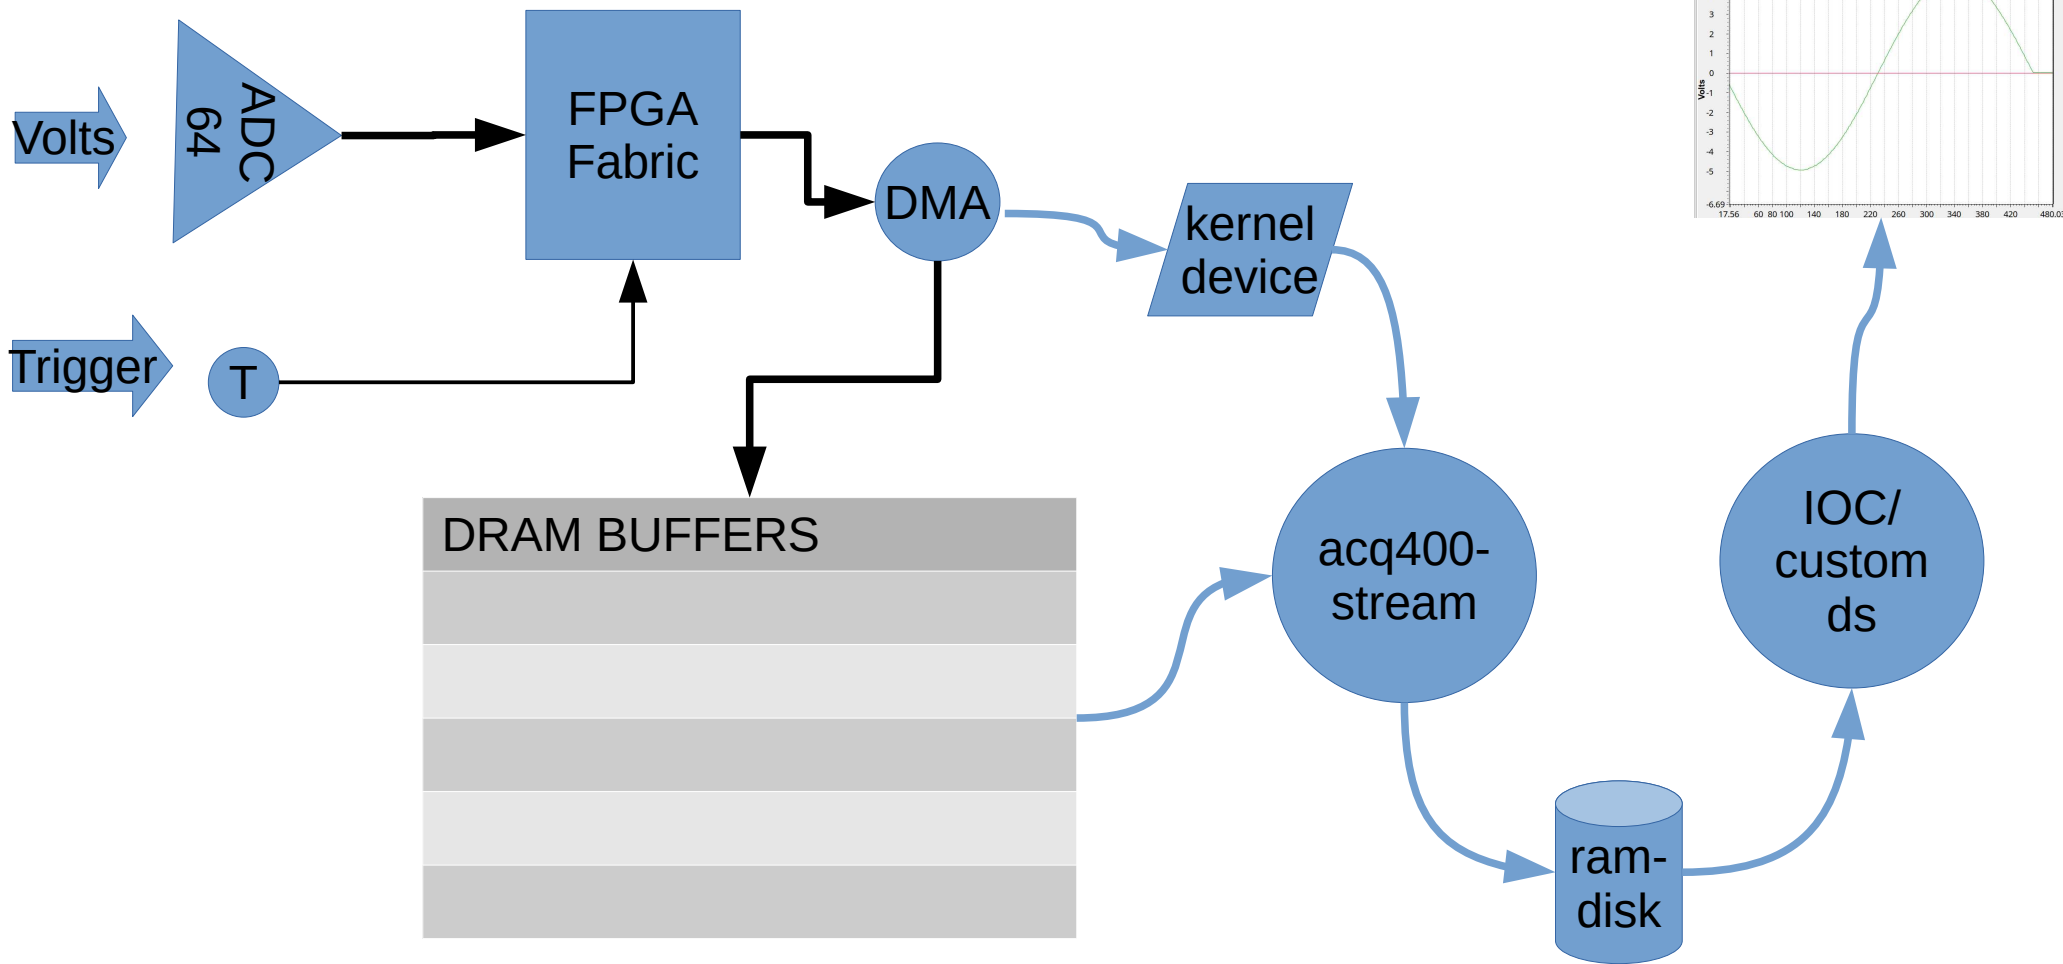 Volts
ADC
64
FPGA
Fabric
DMA
kernel
device
Trigger
T
DRAM BUFFERS
acq400-
stream
ram-
disk
IOC/
custom
ds
3
2
1
0
-1
-2
-3
-4
-5
-6.69
Volts
17.56 60 80 100 140 180 220 260 300 340 380 420 480.03